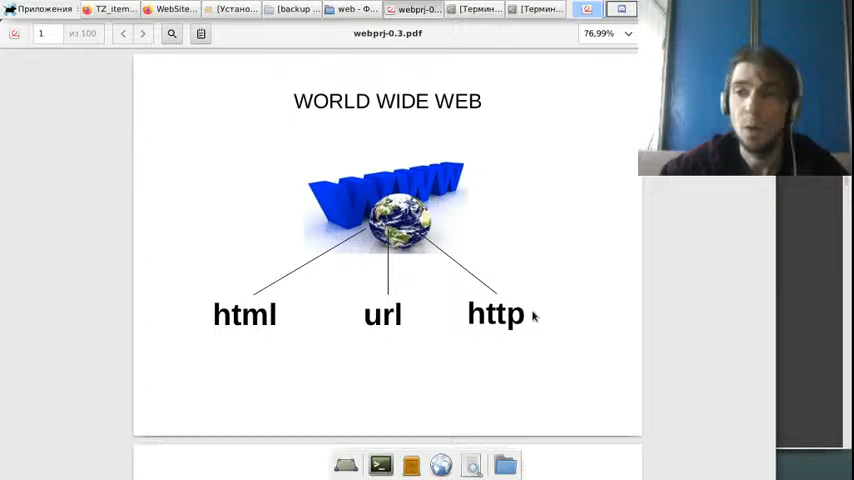 Приложения TZ_item... WebSite... [Устано... [backup ... web - Ф... webprj-0... [Термин... [Термин...
1 из 100 webprj-0.3.pdf 76,99%
WORLD WIDE WEB
WWW
html url http